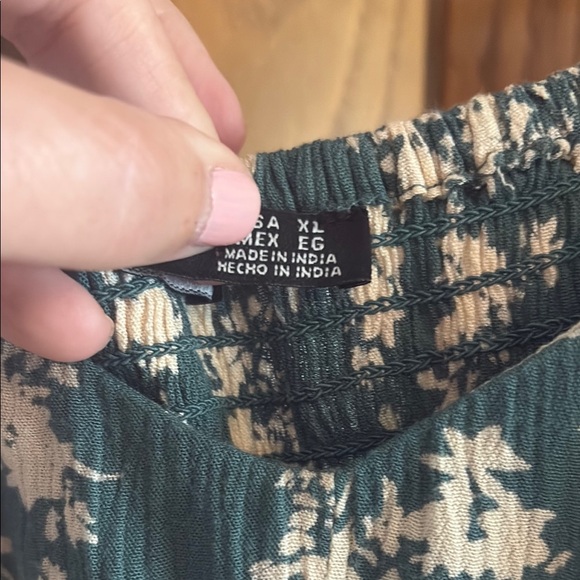 SA XL
MEX EG
MADE IN INDIA
HECHO IN INDIA